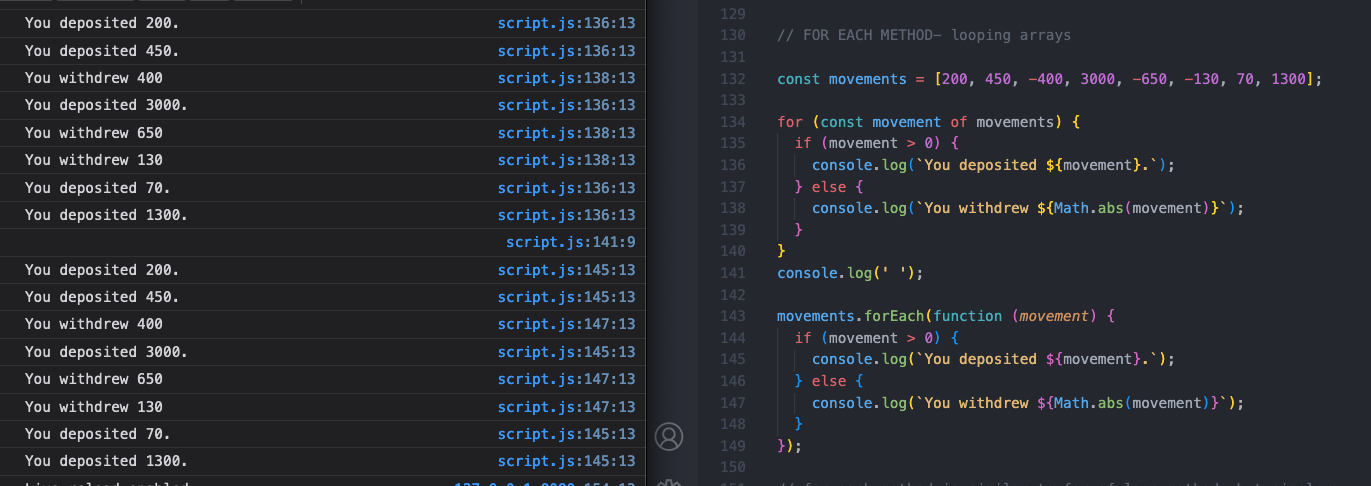 You deposited 200. script.js:136:13
You deposited 450. script.js:136:13
You withdrew 400 script.js:138:13
You deposited 3000. script.js:136:13
You withdrew 650 script.js:138:13
You withdrew 130 script.js:138:13
You deposited 70. script.js:136:13
You deposited 1300. script.js:136:13
script.js:141:9
You deposited 200. script.js:145:13
You deposited 450. script.js:145:13
You withdrew 400 script.js:147:13
You deposited 3000. script.js:145:13
You withdrew 650 script.js:147:13
You withdrew 130 script.js:147:13
You deposited 70. script.js:145:13
You deposited 1300. script.js:145:13
129
130 // FOR EACH METHOD- looping arrays
131
132 const movements = [200, 450, -400, 3000, -650, -130, 70, 1300];
133
134 for (const movement of movements) {
135 if (movement > 0) {
136 console.log(`You deposited ${movement}.`);
137 } else {
138 console.log(`You withdrew ${Math.abs(movement)}`);
139 }
140 }
141 console.log(' ');
142
143 movements.forEach(function (movement) {
144 if (movement > 0) {
145 console.log(`You deposited ${movement}.`);
146 } else {
147 console.log(`You withdrew ${Math.abs(movement)}`);
148 }
149 });
150